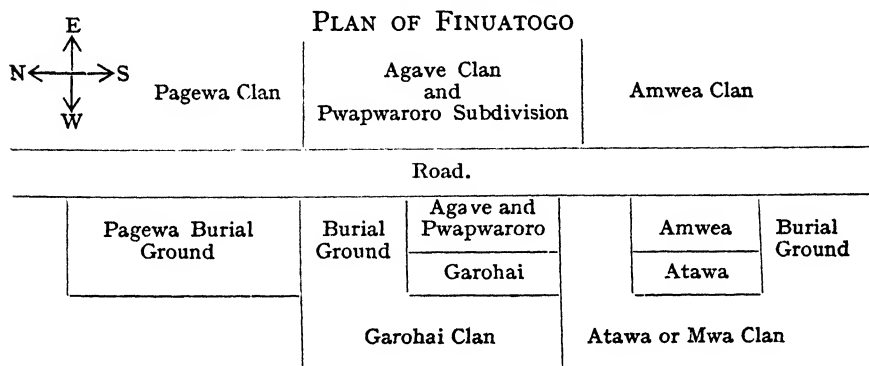 PLAN OF FINUATOGO
E
N S
W
Pagewa Clan
Agave Clan
and
Pwapwaroro Subdivision
Amwea Clan
Road.
Pagewa Burial
Ground
Burial
Ground
Agave and
Pwapwaroro
Garohai
Amwea
Atawa
Burial
Ground
Garohai Clan
Atawa or Mwa Clan